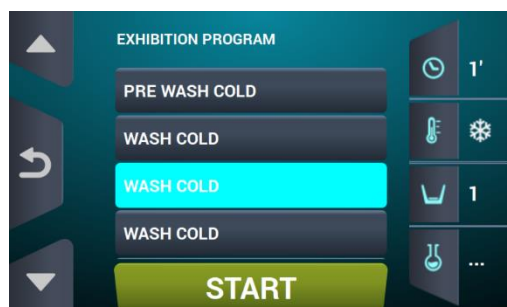 EXHIBITION PROGRAM
PRE WASH COLD
WASH COLD
WASH COLD
WASH COLD
START
1'
1
...